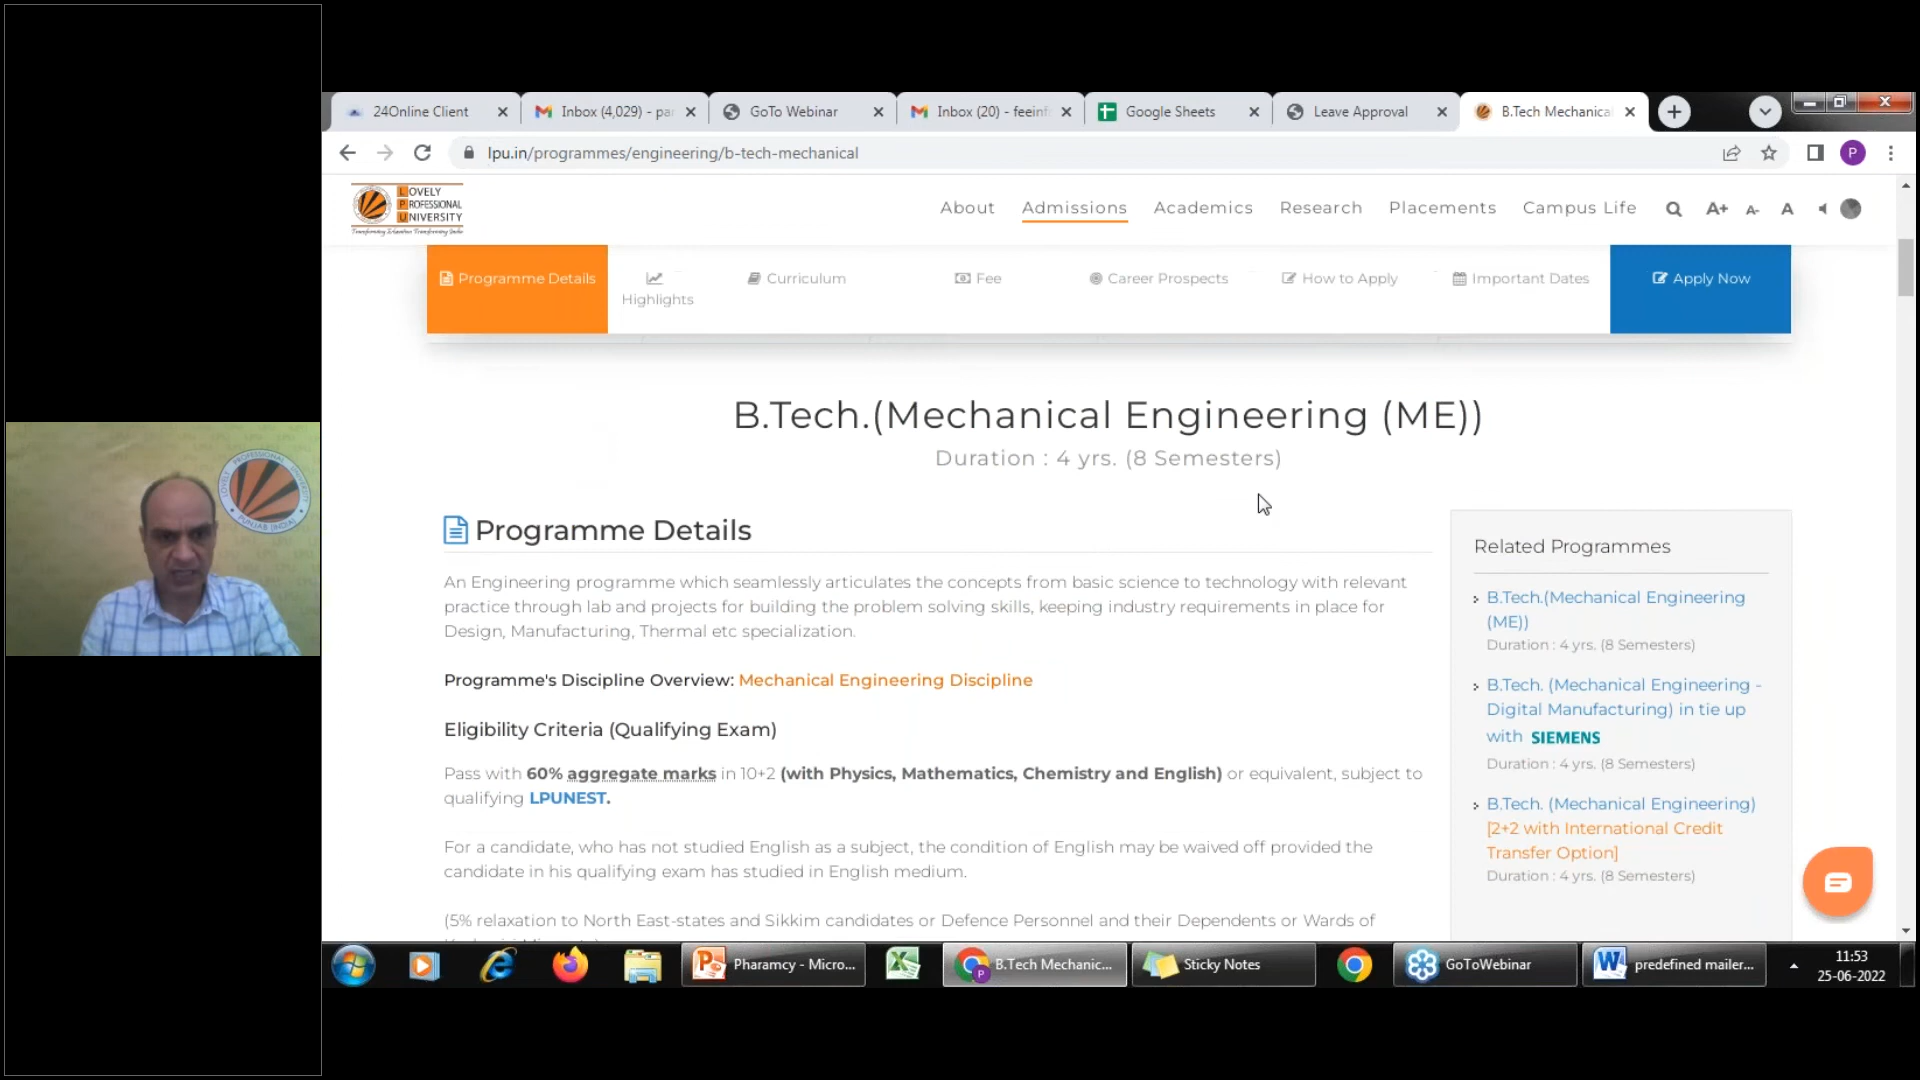 24Online Client
Inbox (4,029) - par
GoTo Webinar
Inbox (20) - feeinf
Google Sheets
Leave Approval
B.Tech Mechanica
lpu.in/programmes/engineering/b-tech-mechanical
P
LOVELY
PROFESSIONAL
UNIVERSITY
Transforming Education Transforming India
About
Admissions
Academics
Research
Placements
Campus Life
A+
A-
A
Programme Details
Highlights
Curriculum
Fee
Career Prospects
How to Apply
Important Dates
Apply Now
B.Tech.(Mechanical Engineering (ME))
Duration : 4 yrs. (8 Semesters)
Programme Details
An Engineering programme which seamlessly articulates the concepts from basic science to technology with relevant
practice through lab and projects for building the problem solving skills, keeping industry requirements in place for
Design, Manufacturing, Thermal etc specialization.
Programme's Discipline Overview: Mechanical Engineering Discipline
Eligibility Criteria (Qualifying Exam)
Pass with 60% aggregate marks in 10+2 (with Physics, Mathematics, Chemistry and English) or equivalent, subject to
qualifying LPUNEST.
For a candidate, who has not studied English as a subject, the condition of English may be waived off provided the
candidate in his qualifying exam has studied in English medium.
(5% relaxation to North East-states and Sikkim candidates or Defence Personnel and their Dependents or Wards of
Related Programmes
B.Tech.(Mechanical Engineering
(ME))
Duration : 4 yrs. (8 Semesters)
B.Tech. (Mechanical Engineering -
Digital Manufacturing) in tie up
with SIEMENS
Duration : 4 yrs. (8 Semesters)
B.Tech. (Mechanical Engineering)
[2+2 with International Credit
Transfer Option]
Duration : 4 yrs. (8 Semesters)
LOVELY PROFESSIONAL UNIVERSITY
PUNJAB (INDIA)
Pharamcy - Micro...
B.Tech Mechanic...
Sticky Notes
GoToWebinar
predefined mailer...
11:53
25-06-2022